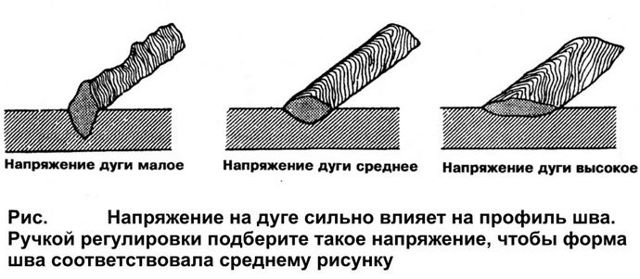 Напряжение дуги малое
Напряжение дуги среднее
Напряжение дуги высокое
Рис. Напряжение на дуге сильно влияет на профиль шва.
Ручкой регулировки подберите такое напряжение, чтобы форма
шва соответствовала среднему рисунку